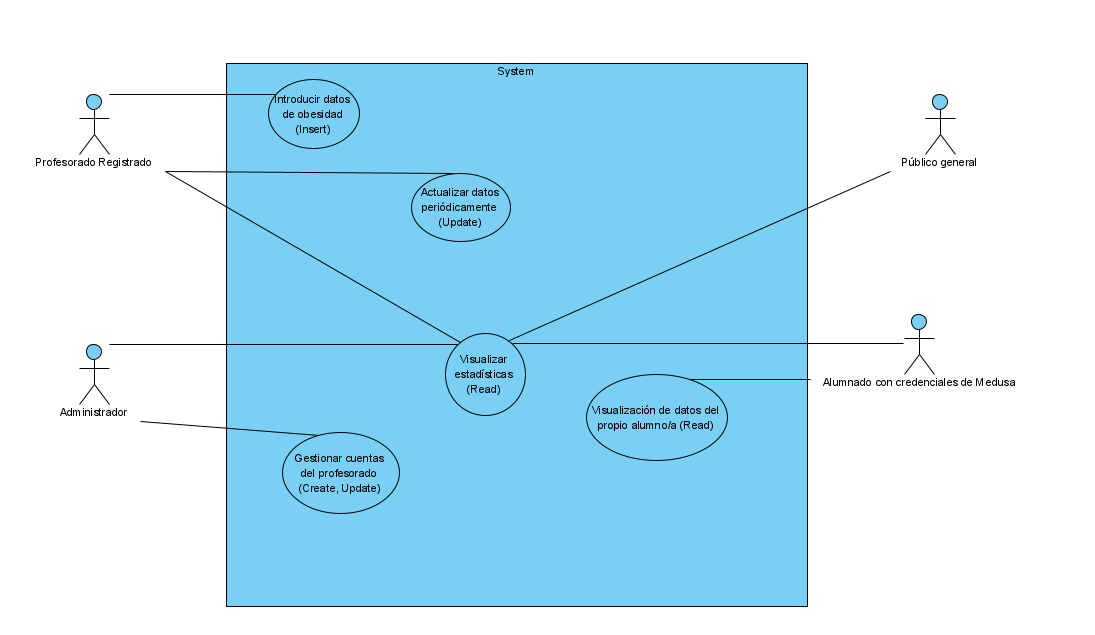 System
Introducir datos
de obesidad
(Insert)
Profesorado Registrado
Público general
Actualizar datos
periódicamente
(Update)
Visualizar
estadísticas
(Read)
Alumnado con credenciales de Medusa
Administrador
Visualización de datos del
propio alumno/a (Read)
Gestionar cuentas
del profesorado
(Create, Update)